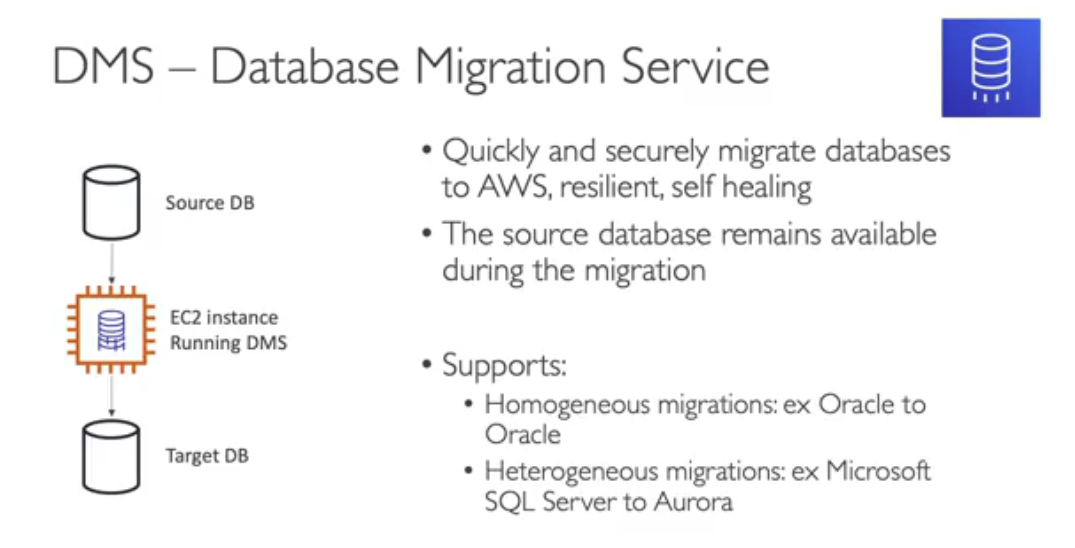 DMS – Database Migration Service
Source DB
EC2 instance
Running DMS
Target DB
• Quickly and securely migrate databases
to AWS, resilient, self healing
• The source database remains available
during the migration
• Supports:
• Homogeneous migrations: ex Oracle to
Oracle
• Heterogeneous migrations: ex Microsoft
SQL Server to Aurora